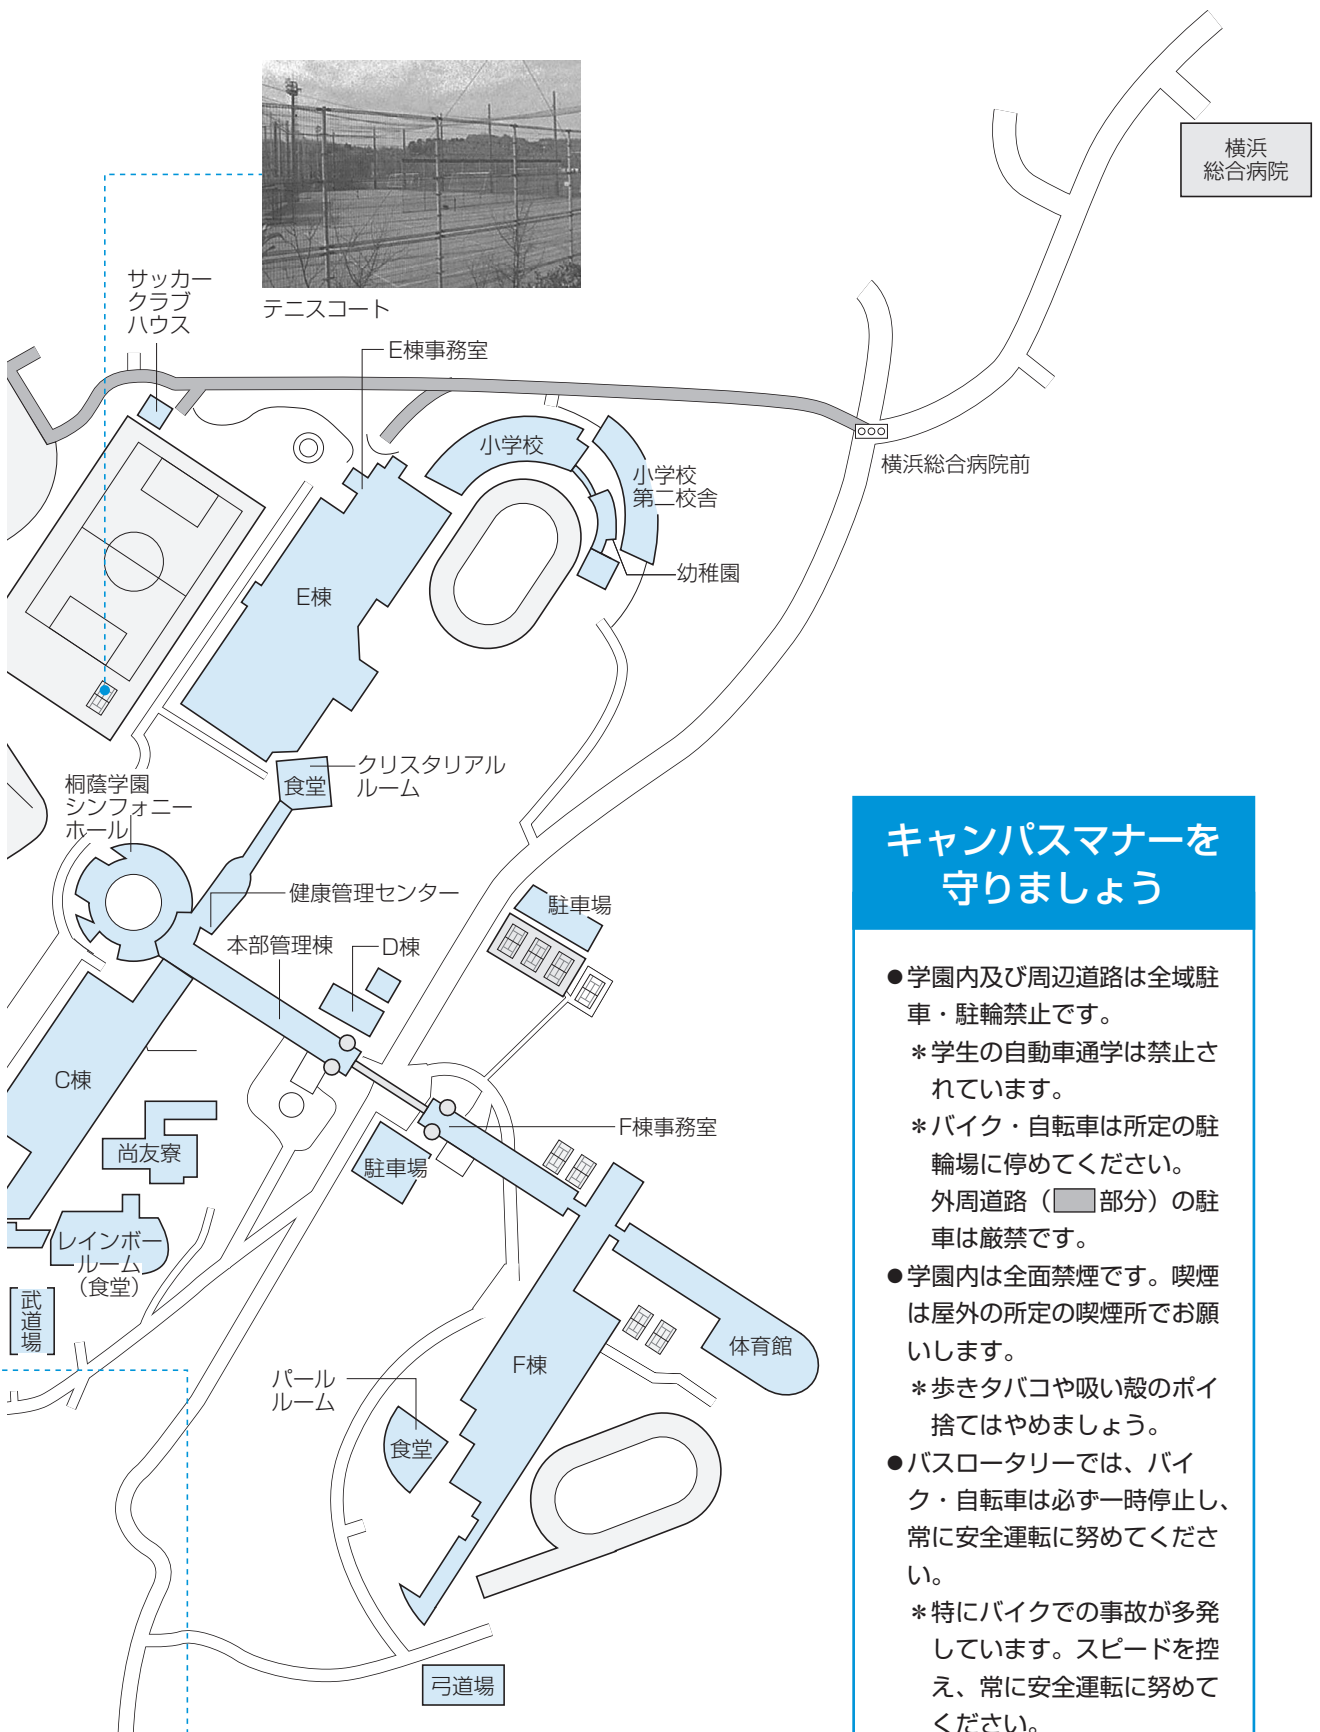 横浜
総合病院
サッカー
クラブ
ハウス
テニスコート
E棟事務室
小学校
横浜総合病院前
小学校
第二校舎
幼稚園
E棟
クリスタリアル
ルーム
食堂
桐蔭学園
シンフォニー
ホール
健康管理センター
駐車場
本部管理棟
D棟
C棟
F棟事務室
尚友寮
駐車場
レインボー
ルーム
（食堂）
武道場
体育館
F棟
パール
ルーム
食堂
弓道場
キャンパスマナーを
守りましょう
●学園内及び周辺道路は全域駐
車・駐輪禁止です。
＊学生の自動車通学は禁止さ
れています。
＊バイク・自転車は所定の駐
輪場に停めてください。
外周道路（　部分）の駐
車は厳禁です。
●学園内は全面禁煙です。喫煙
は屋外の所定の喫煙所でお願
いします。
＊歩きタバコや吸い殻のポイ
捨てはやめましょう。
●バスロータリーでは、バイ
ク・自転車は必ず一時停止し、
常に安全運転に努めてくださ
い。
＊特にバイクでの事故が多発
しています。スピードを控
え、常に安全運転に努めて
ください。